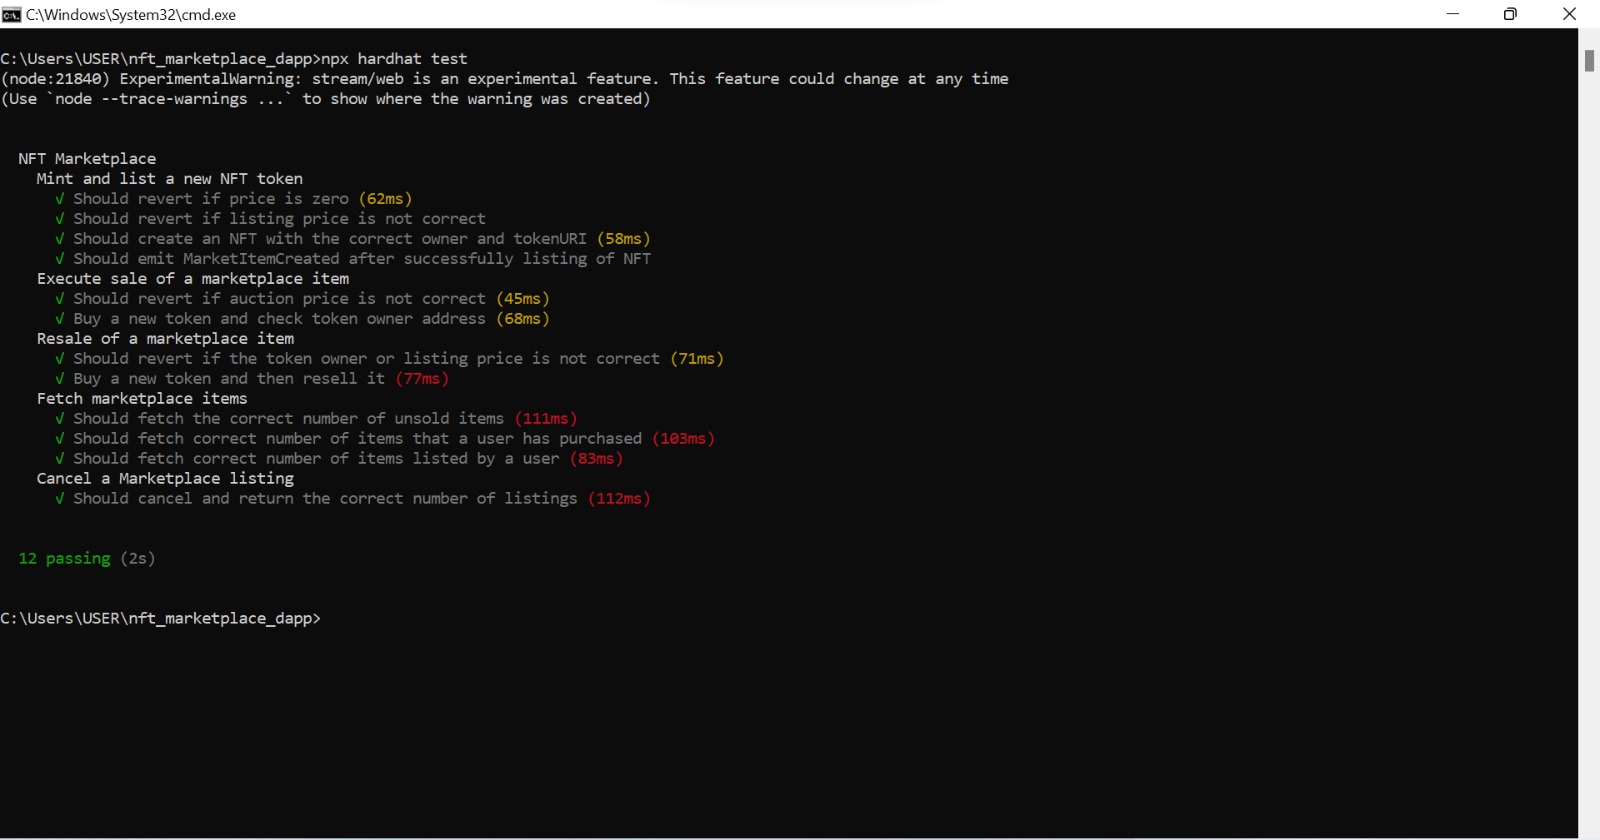 C:\Windows\System32\cmd.exe
C:\Users\USER\nft_marketplace_dapp>npx hardhat test
(node:21840) ExperimentalWarning: stream/web is an experimental feature. This feature could change at any time
(Use `node --trace-warnings ...` to show where the warning was created)
NFT Marketplace
Mint and list a new NFT token
√ Should revert if price is zero (62ms)
√ Should revert if listing price is not correct
√ Should create an NFT with the correct owner and tokenURI (58ms)
√ Should emit MarketItemCreated after successfully listing of NFT
Execute sale of a marketplace item
√ Should revert if auction price is not correct (45ms)
√ Buy a new token and check token owner address (68ms)
Resale of a marketplace item
√ Should revert if the token owner or listing price is not correct (71ms)
√ Buy a new token and then resell it (77ms)
Fetch marketplace items
√ Should fetch the correct number of unsold items (111ms)
√ Should fetch correct number of items that a user has purchased (103ms)
√ Should fetch correct number of items listed by a user (83ms)
Cancel a Marketplace listing
√ Should cancel and return the correct number of listings (112ms)
12 passing (2s)
C:\Users\USER\nft_marketplace_dapp>